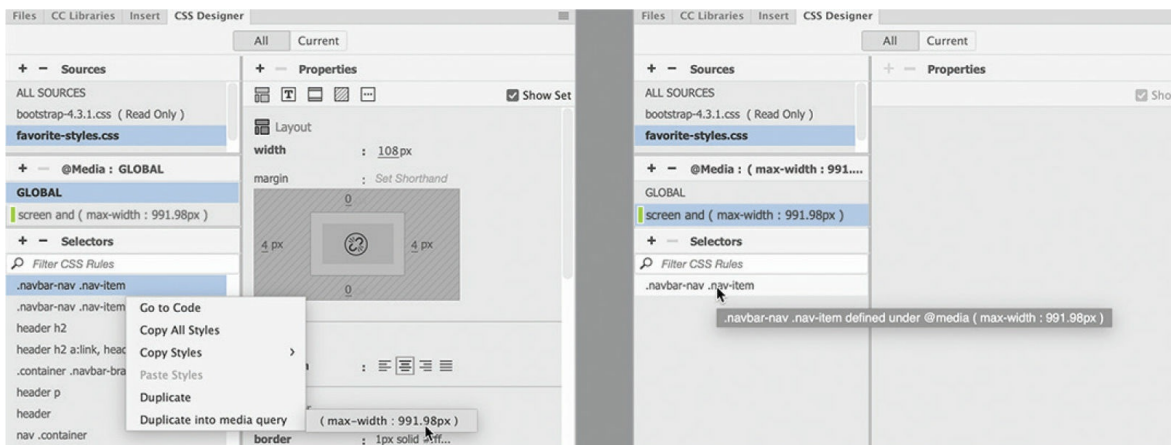 Files CC Libraries Insert CSS Designer
All Current
+ − Sources
ALL SOURCES
bootstrap-4.3.1.css ( Read Only )
favorite-styles.css
+ − @Media : GLOBAL
GLOBAL
screen and ( max-width : 991.98px )
+ − Selectors
Filter CSS Rules
.navbar-nav .nav-item
.navbar-nav .nav-item
header h2
header h2 a:link, head
.container .navbar-bra
header p
header
nav .container
+ − Properties
T
Show Set
Layout
width : 108px
margin : Set Shorthand
0
4 px
4 px
0
:
border : 1px solid
Go to Code
Copy All Styles
Copy Styles >
Paste Styles
Duplicate
Duplicate into media query
( max-width : 991.98px )
Files CC Libraries Insert CSS Designer
All Current
+ − Sources
ALL SOURCES
bootstrap-4.3.1.css ( Read Only )
favorite-styles.css
+ − @Media : ( max-width : 991....
GLOBAL
screen and ( max-width : 991.98px )
+ − Selectors
Filter CSS Rules
.navbar-nav .nav-item
.navbar-nav .nav-item defined under @media ( max-width : 991.98px )
+ − Properties
Sho